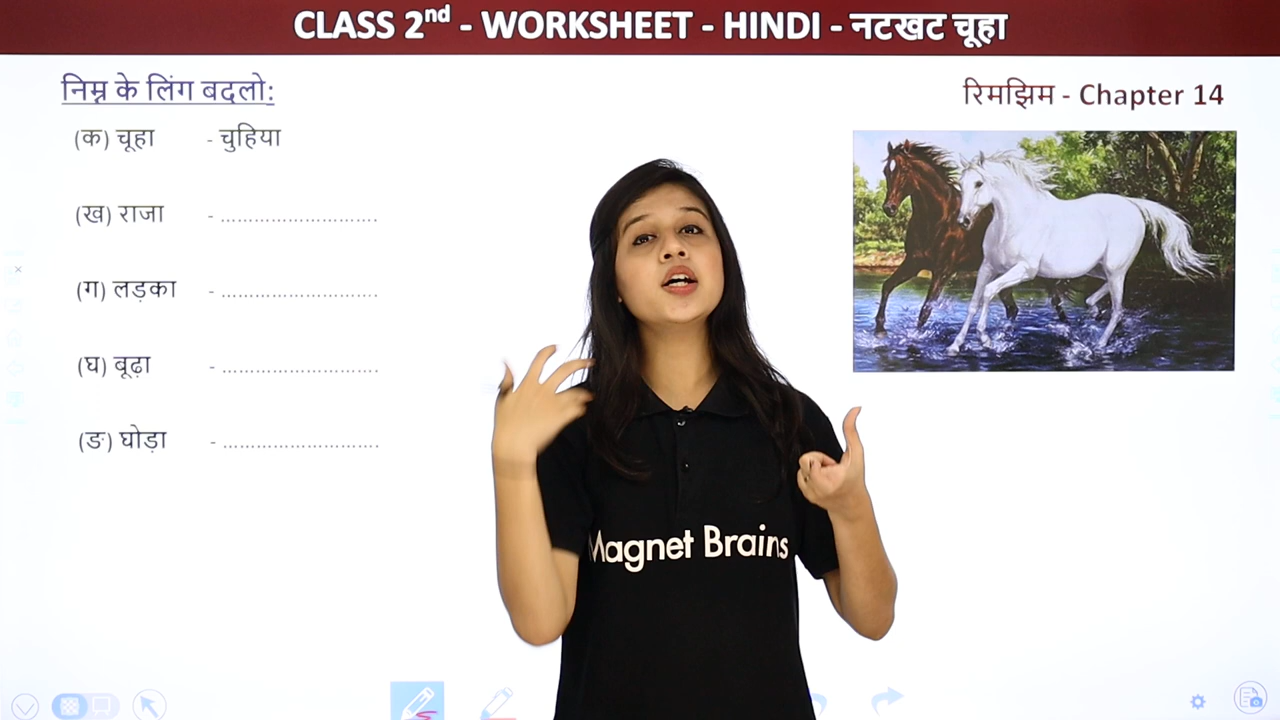 CLASS 2nd - WORKSHEET - HINDI - नटखट चूहा
निम्न के लिंग बदलो:
रिमझिम - Chapter 14
(क) चूहा - चुहिया
(ख) राजा - ............................
(ग) लड़का - ............................
(घ) बूढ़ा - ............................
(ङ) घोड़ा - ............................
Magnet Brains